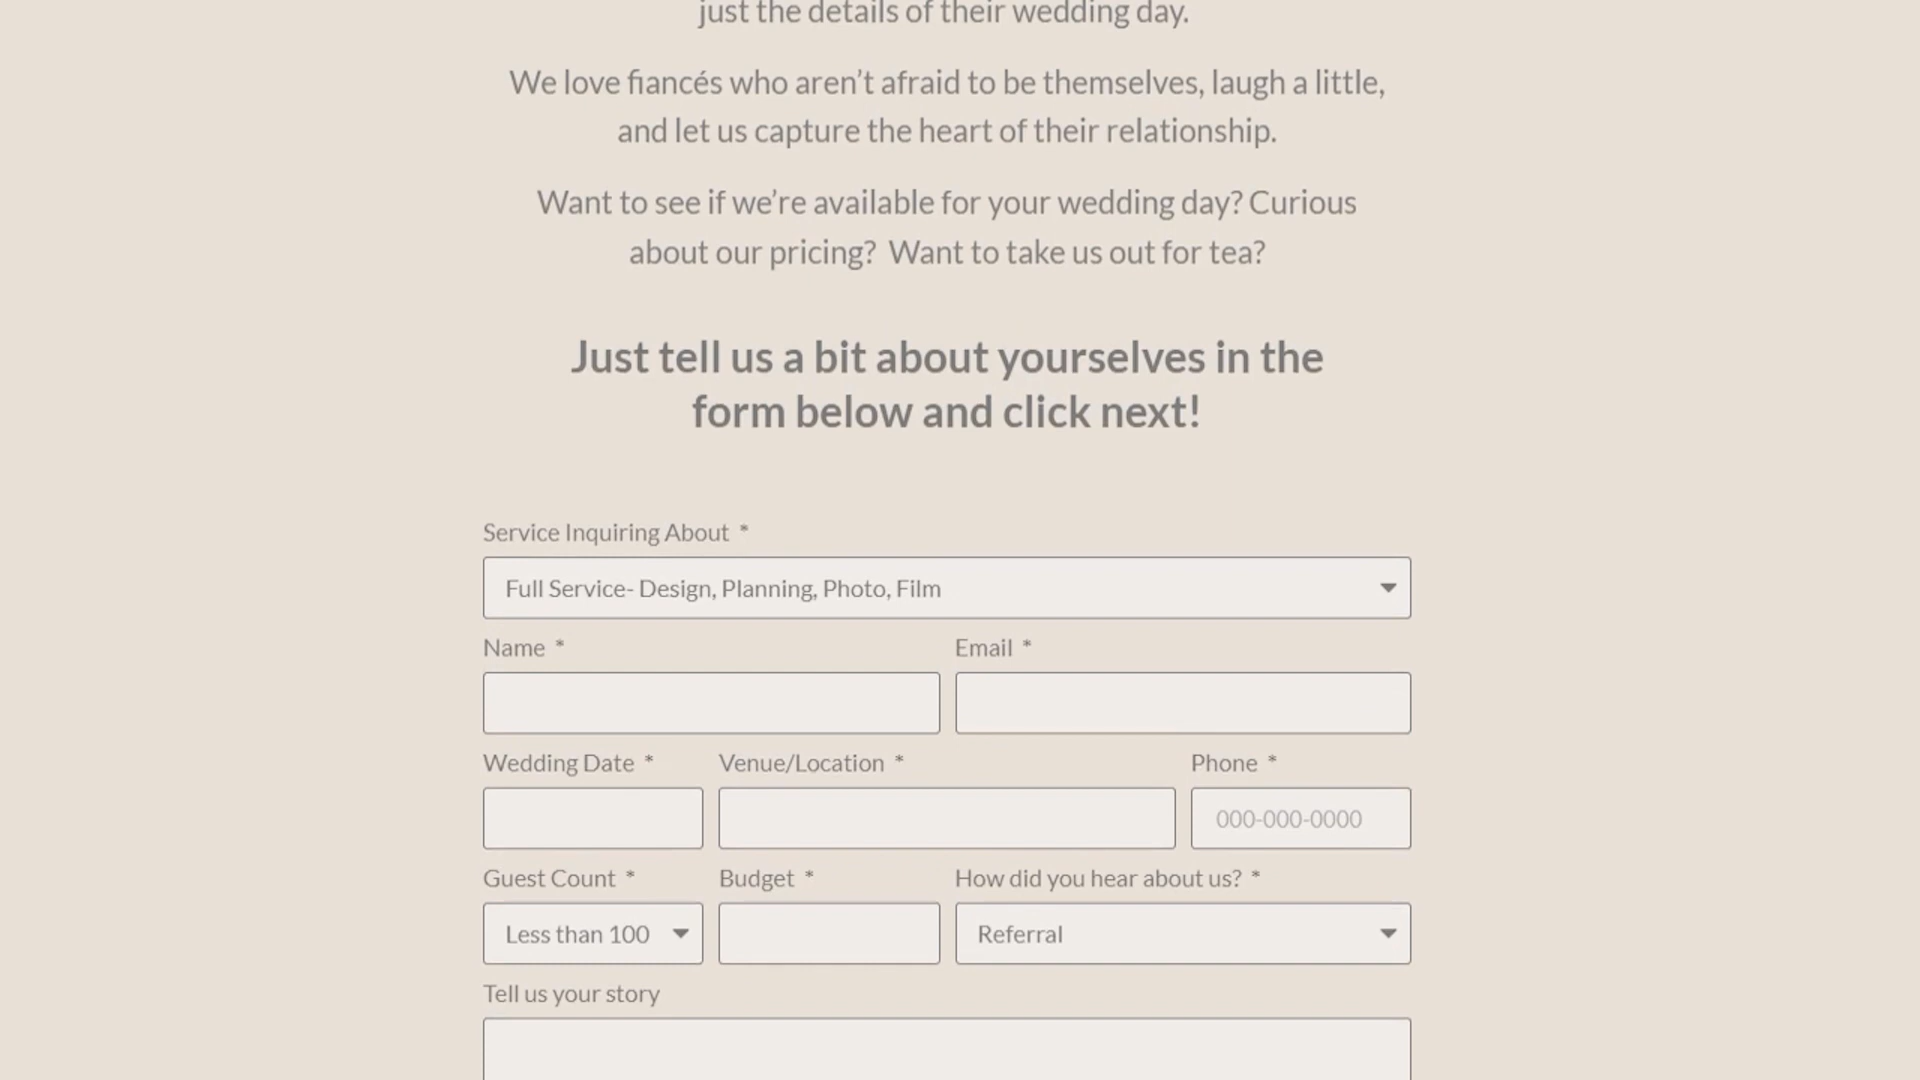 just the details of their wedding day.
We love fiancés who aren’t afraid to be themselves, laugh a little,
and let us capture the heart of their relationship.
Want to see if we’re available for your wedding day? Curious
about our pricing?  Want to take us out for tea?
Just tell us a bit about yourselves in the
form below and click next!
Service Inquiring About *
Full Service- Design, Planning, Photo, Film
Name * Email *
Wedding Date * Venue/Location * Phone *
000-000-0000
Guest Count * Budget * How did you hear about us? *
Less than 100 Referral
Tell us your story